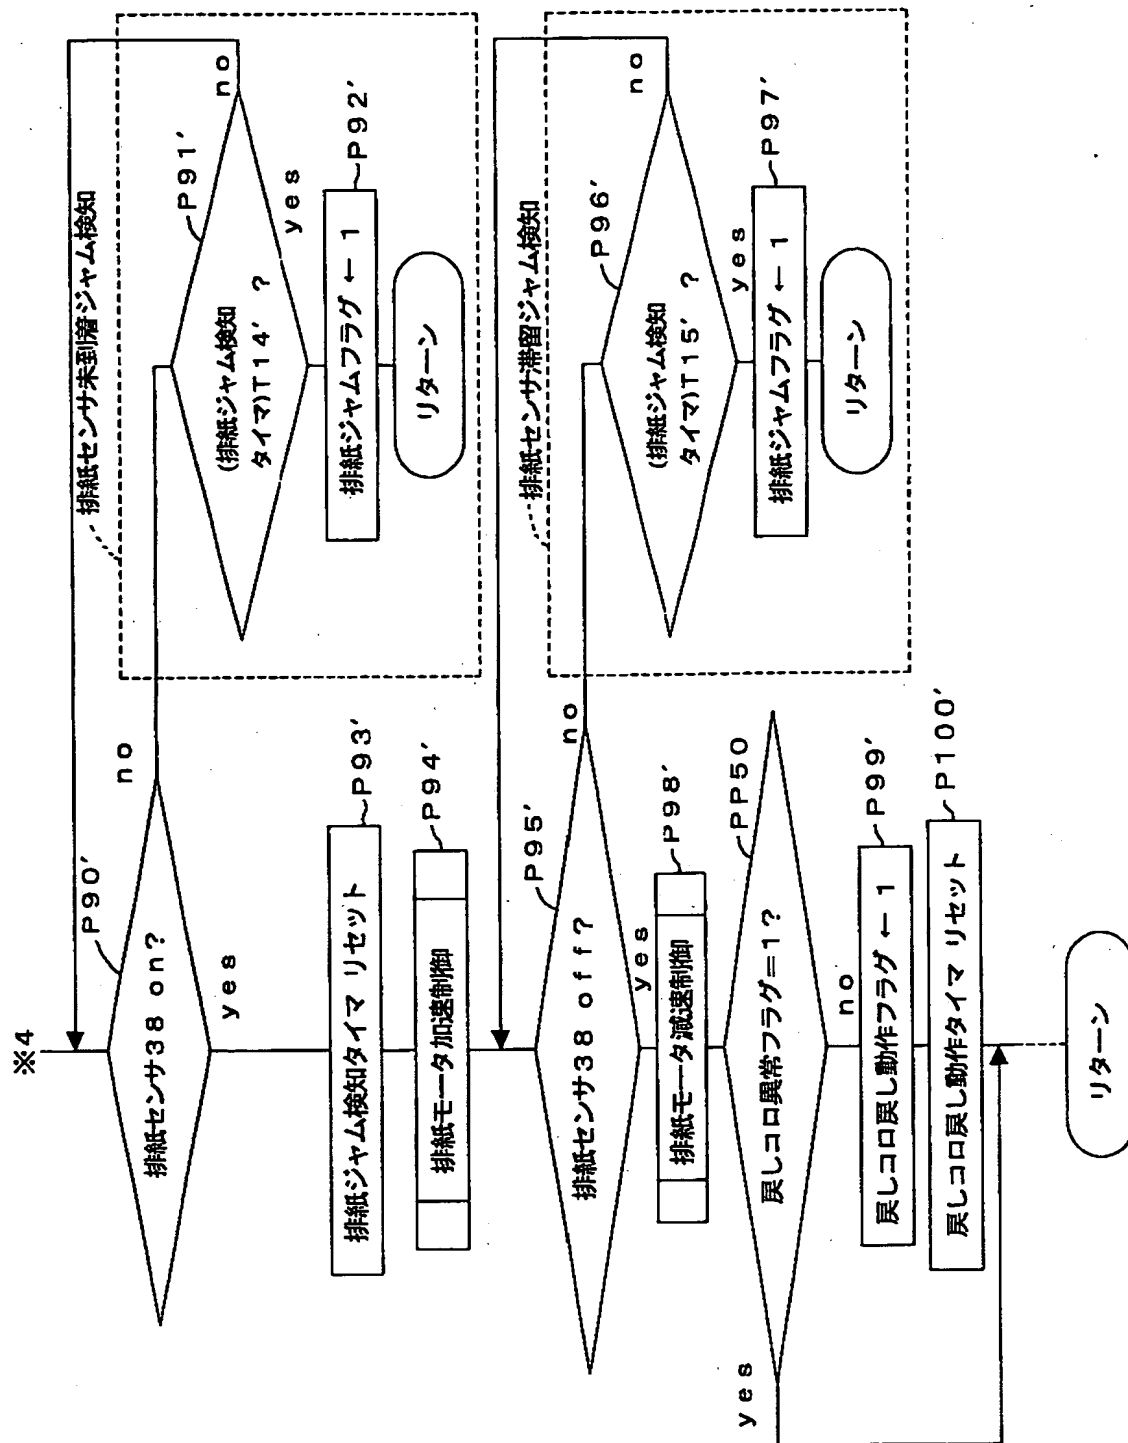 ※4
P90'
排紙センサ38 on?
no
yes
排紙センサ未到着ジャム検知
P91'
(排紙ジャム検知
タイマ)T14' ?
no
yes
P92'
排紙ジャムフラグ ← 1
リターン
P93'
排紙ジャム検知タイマ リセット
P94'
排紙モータ加速制御
P95'
排紙センサ38 off?
no
yes
排紙センサ滞留ジャム検知
P96'
(排紙ジャム検知
タイマ)T15' ?
no
yes
P97'
排紙ジャムフラグ ← 1
リターン
P98'
排紙モータ減速制御
PP50
戻しコロ異常フラグ=1?
yes
no
P99'
戻しコロ戻し動作フラグ ← 1
P100'
戻しコロ戻し動作タイマ リセット
リターン